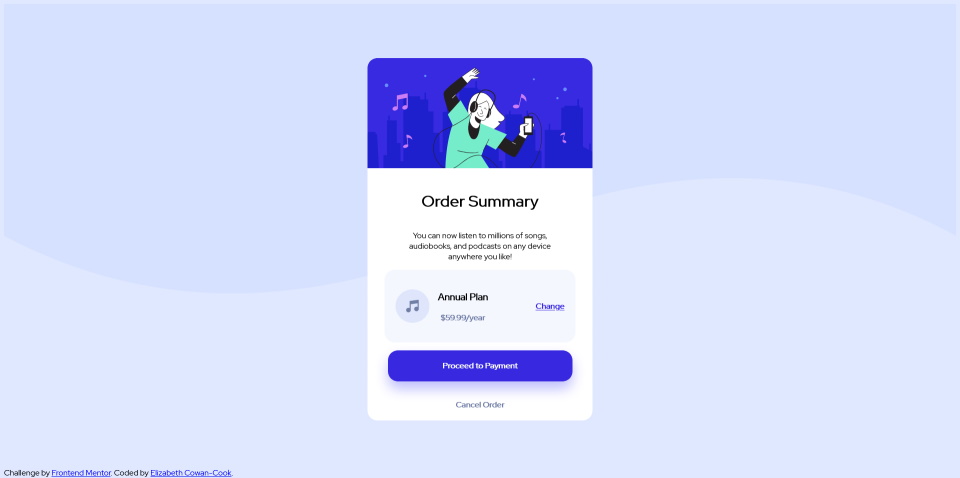 Order Summary
You can now listen to millions of songs,
audiobooks, and podcasts on any device
anywhere you like!
Annual Plan
$59.99/year
Change
Proceed to Payment
Cancel Order
Challenge by Frontend Mentor. Coded by Elizabeth Cowan-Cook.